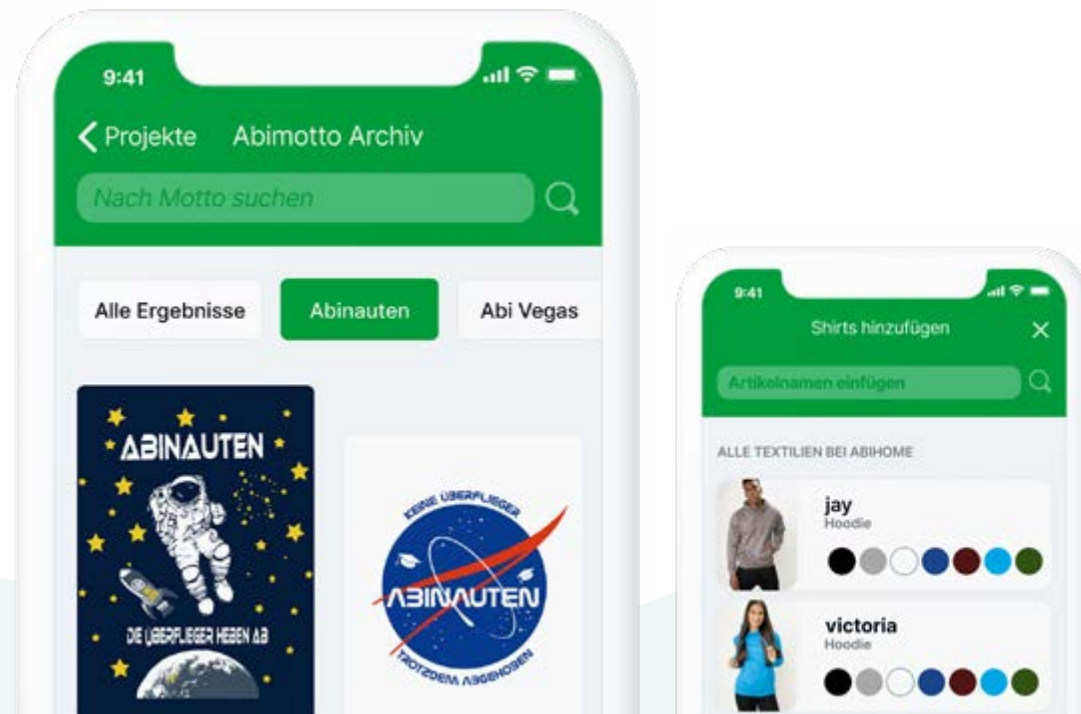 9:41
Projekte Abimotto Archiv
Nach Motto suchen
Alle Ergebnisse Abinauten Abi Vegas
ABINAUTEN
DIE ÜBERFLIEGER HEBEN AB
KEINE ÜBERFLIEGER
ABINAUTEN
TROTZDEM ABGEHOBEN
9:41
Shirts hinzufügen
Artikelnamen einfügen
ALLE TEXTILIEN BEI ABIHOME
jay
Hoodie
victoria
Hoodie